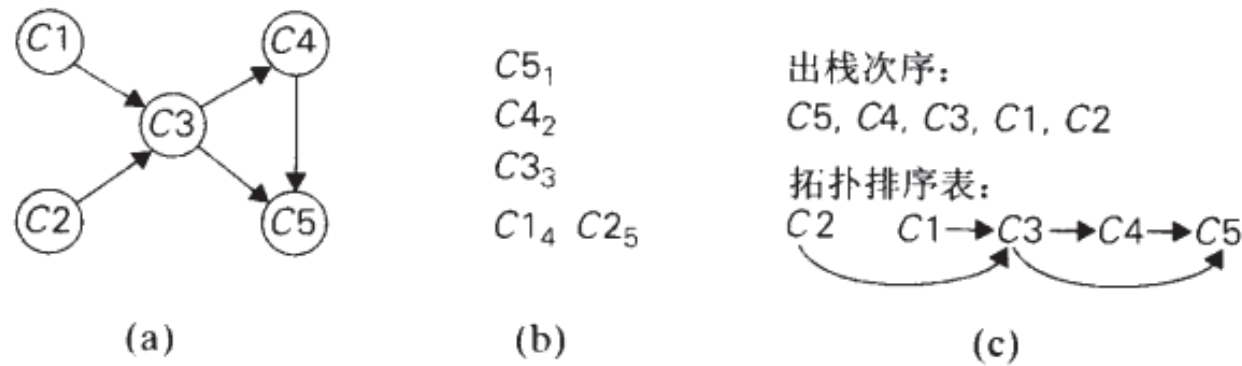 C1
C4
C3
C2
C5
(a)
C5₁
C4₂
C3₃
C1₄ C2₅
(b)
出栈次序:
C5, C4, C3, C1, C2
拓扑排序表:
C2 C1→C3→C4→C5
(c)